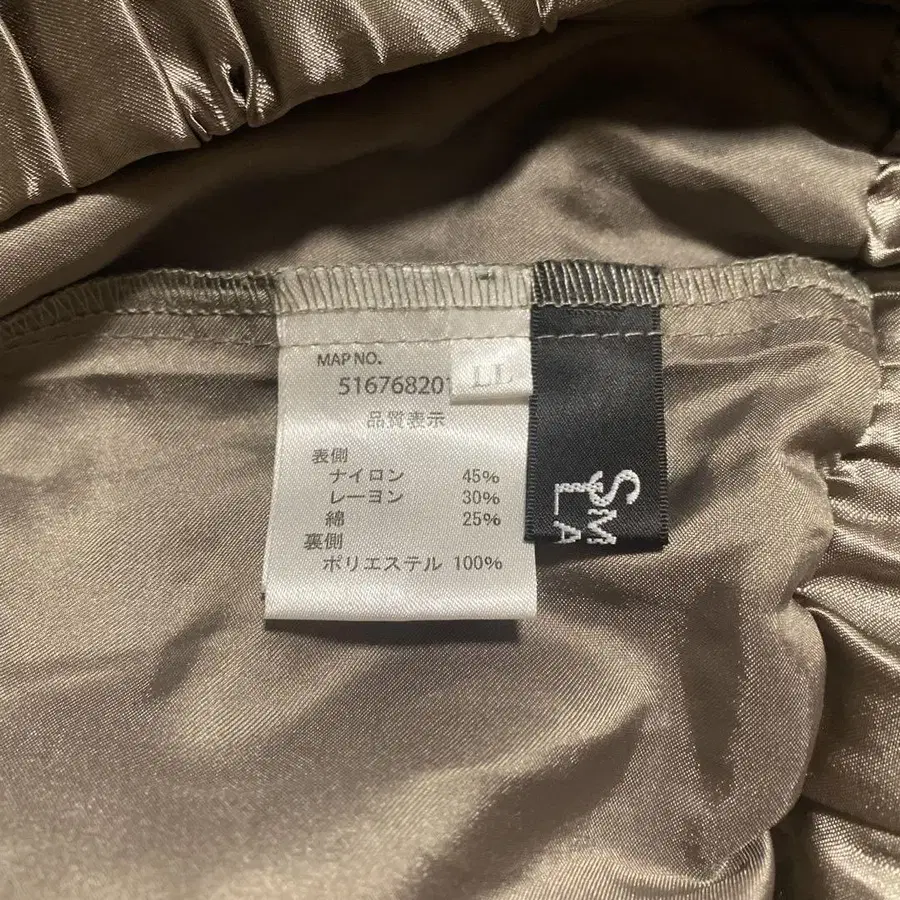 MAP NO.
516768201
LL
品質表示
表側
ナイロン 45%
レーヨン 30%
綿 25%
裏側
ポリエステル 100%
SM
LA